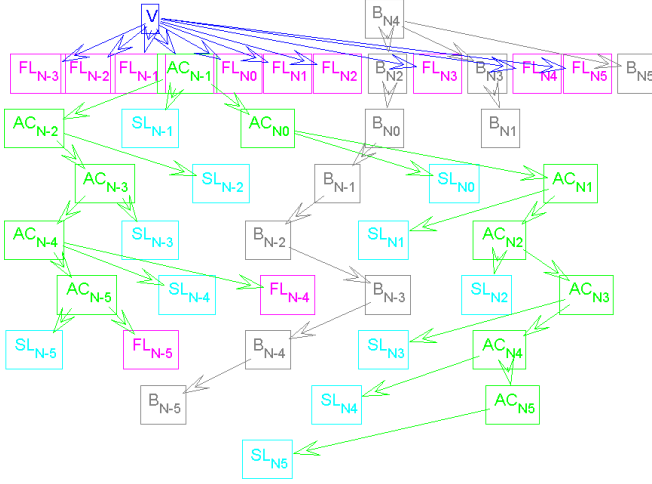 V B_N4
FL_N-3 FL_N-2 FL_N-1 AC_N-1 FL_N0 FL_N1 FL_N2 B_N2 FL_N3 B_N3 FL_N4 FL_N5 B_N5
AC_N-2 SL_N-1 AC_N0 B_N0 B_N1
AC_N-3 SL_N-2 B_N-1 SL_N0 AC_N1
AC_N-4 SL_N-3 B_N-2 SL_N1 AC_N2
AC_N-5 SL_N-4 FL_N-4 B_N-3 SL_N2 AC_N3
SL_N-5 FL_N-5 B_N-4 SL_N3 AC_N4
B_N-5 SL_N4 AC_N5
SL_N5